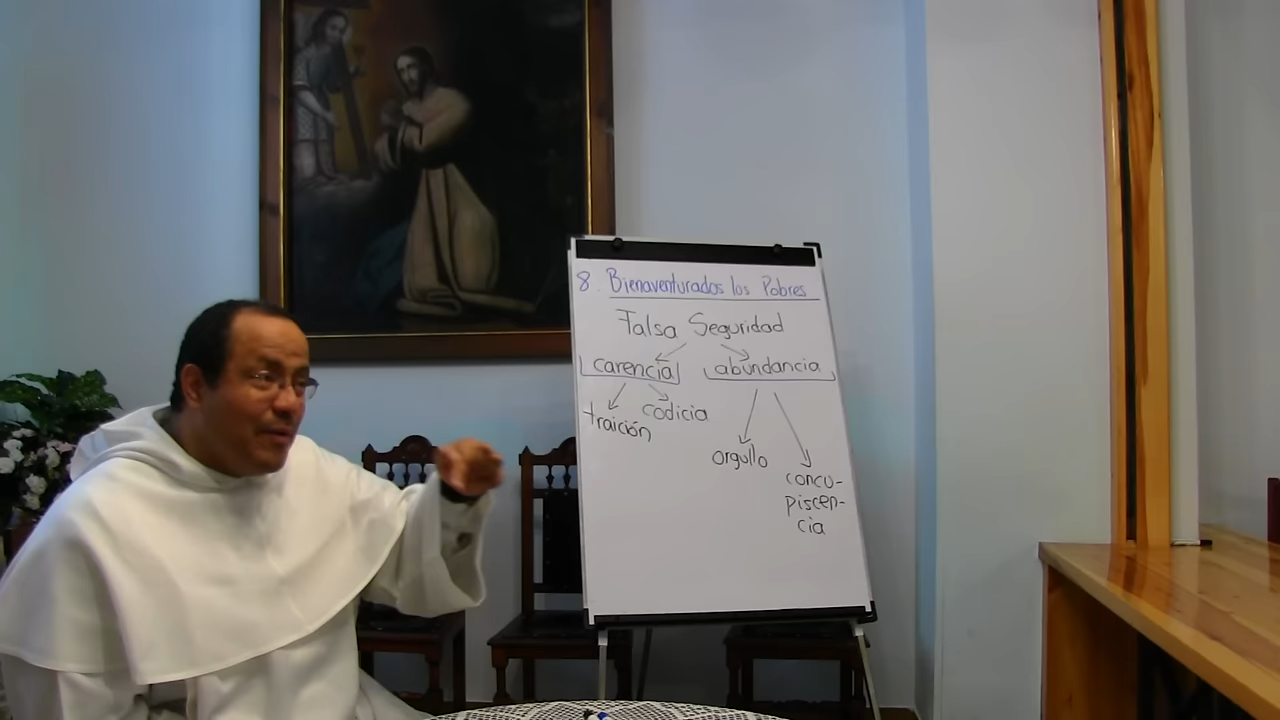 8. Bienaventurados los Pobres
Falsa Seguridad
carencia abundancia
traición codicia
orgullo
concu-
piscen-
cia